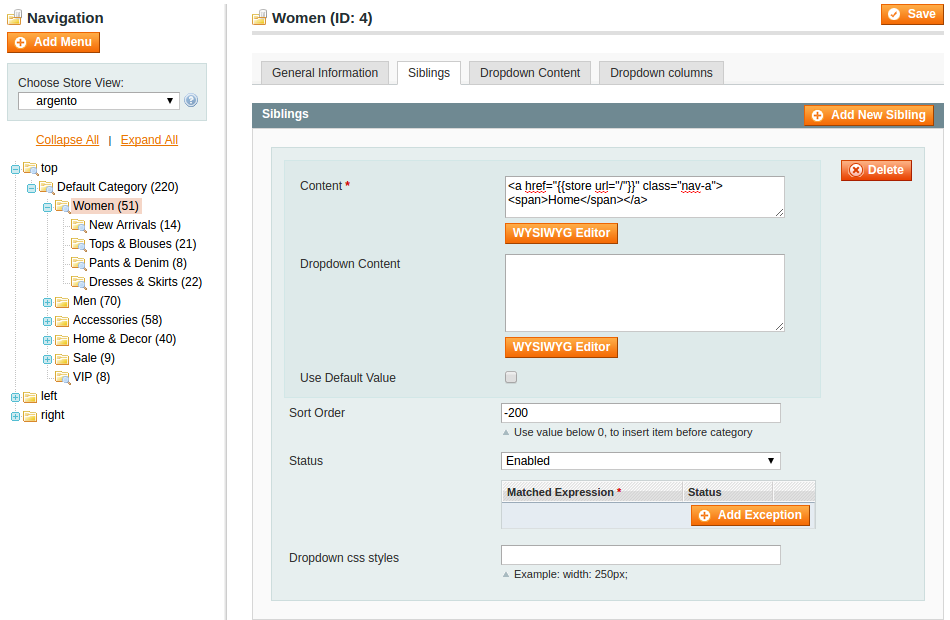 Navigation
Add Menu
Choose Store View:
argento
Collapse All | Expand All
top
Default Category (220)
Women (51)
New Arrivals (14)
Tops & Blouses (21)
Pants & Denim (8)
Dresses & Skirts (22)
Men (70)
Accessories (58)
Home & Decor (40)
Sale (9)
VIP (8)
left
right
Women (ID: 4)
Save
General Information
Siblings
Dropdown Content
Dropdown columns
Siblings
Add New Sibling
Delete
Content *
<a href="{{store url="/"}}" class="nav-a">
<span>Home</span></a>
WYSIWYG Editor
Dropdown Content
WYSIWYG Editor
Use Default Value
Sort Order
-200
Use value below 0, to insert item before category
Status
Enabled
Matched Expression * Status
Add Exception
Dropdown css styles
Example: width: 250px;